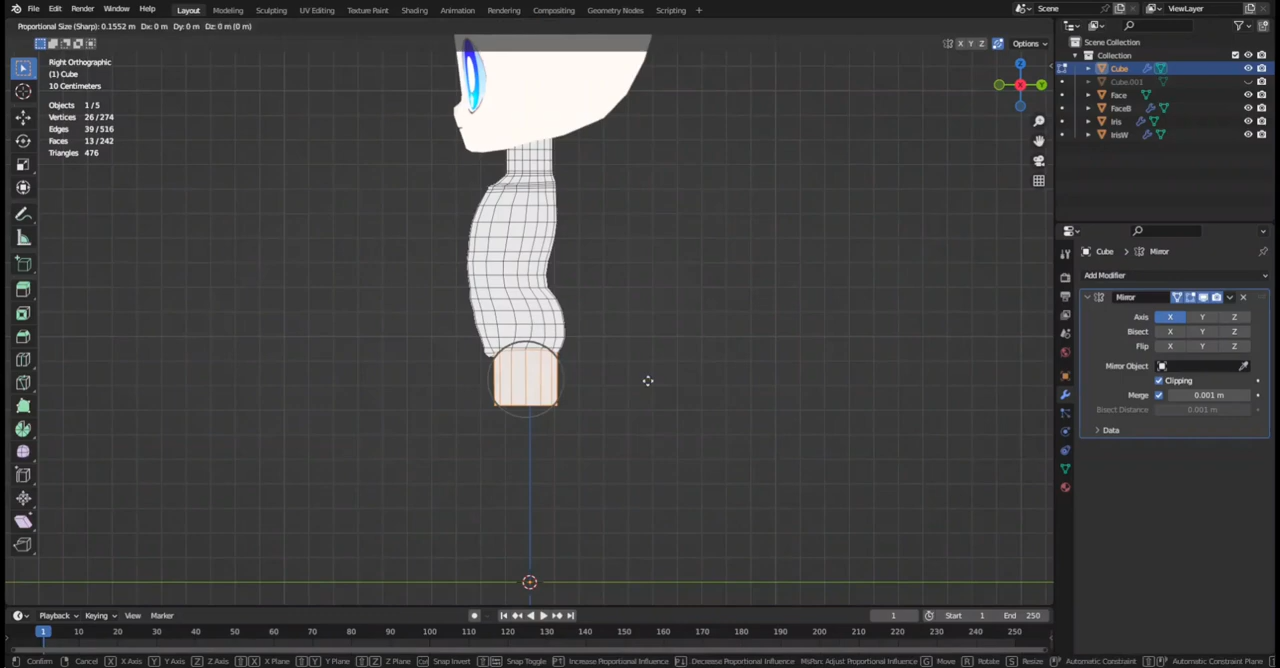 File Edit Render Window Help Layout Modeling Sculpting UV Editing Texture Paint Shading Animation Rendering Compositing Geometry Nodes Scripting + Scene ViewLayer
Proportional Size (Sharp): 0.1552 m Dx: 0 m Dy: 0 m Dz: 0 m (0 m)
X Y Z Options
Right Orthographic
(1) Cube
10 Centimeters
Objects 1/5
Vertices 26/274
Edges 39/516
Faces 13/242
Triangles 476
Z
Y
Scene Collection
Collection
Cube
Cube.001
Face
FaceB
Iris
IrisW
Cube > Mirror
Add Modifier
Mirror
Axis X Y Z
Bisect X Y Z
Flip X Y Z
Mirror Object
Clipping
Merge 0.001 m
Bisect Distance 0.001 m
Data
Playback Keying View Marker 1 Start 1 End 250
1 10 20 30 40 50 60 70 80 90 100 110 120 130 140 150 160 170 180 190 200 210 220 230 240 250
Confirm Cancel X X Axis Y Y Axis Z Z Axis X X Plane Y Y Plane Z Z Plane Ctrl Snap Invert Snap Toggle Increase Proportional Influence Decrease Proportional Influence MsPan: Adjust Proportional Influence G Move R Rotate S Resize Automatic Constraint Automatic Constraint Plane